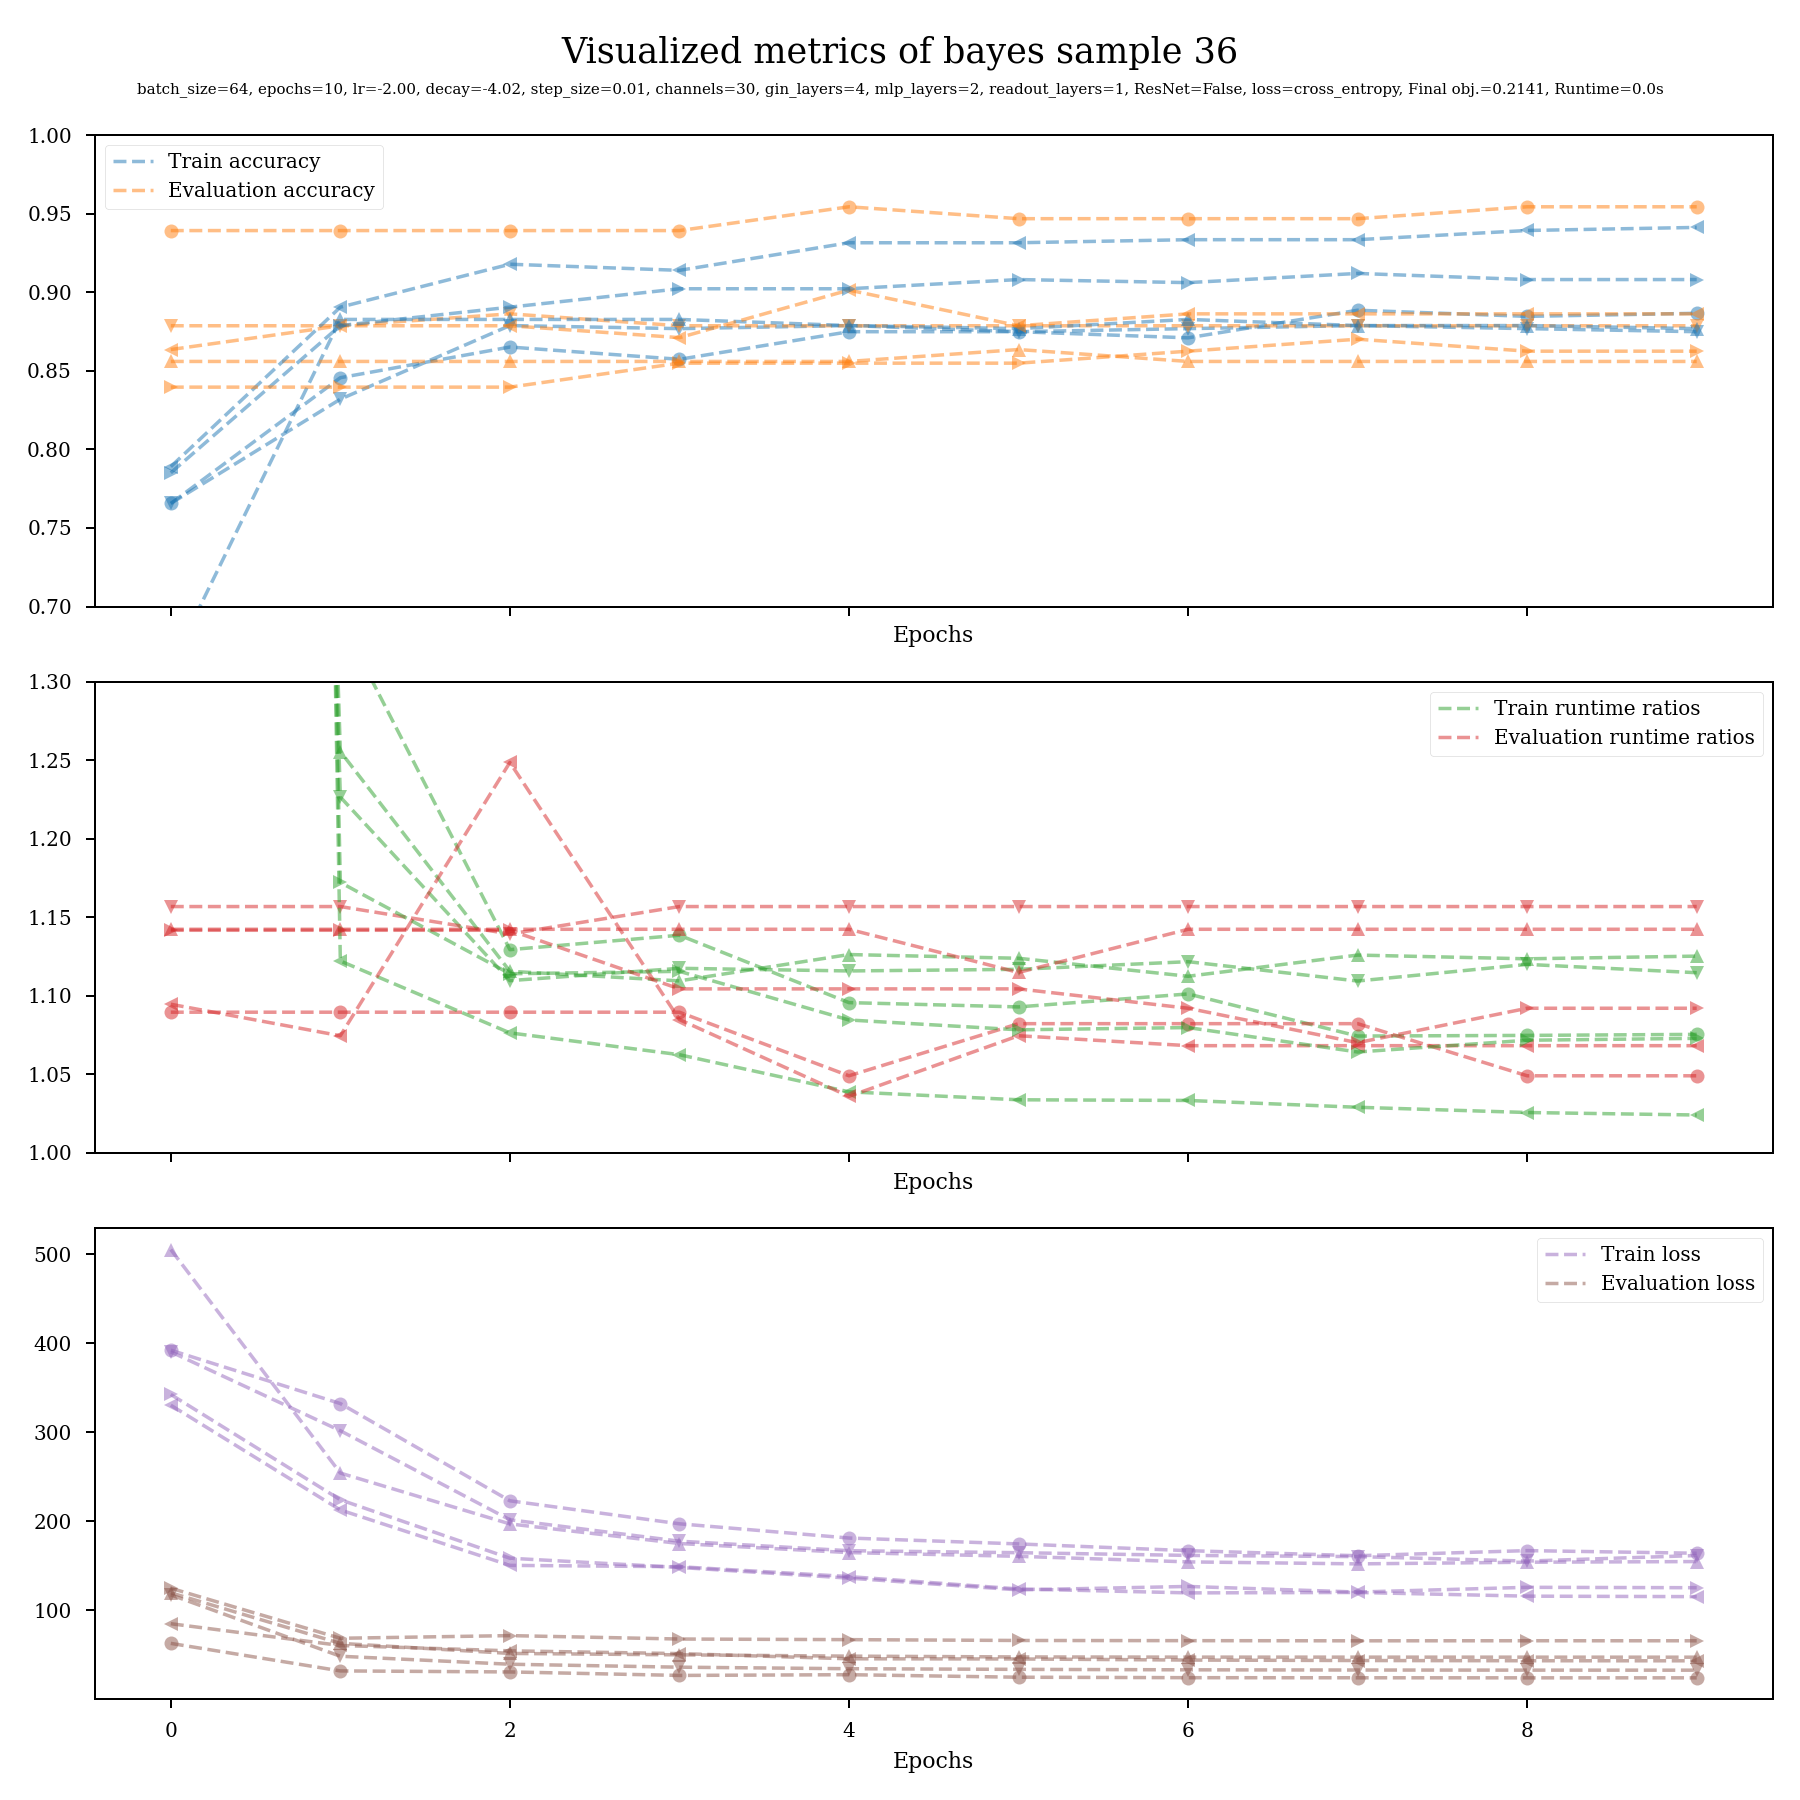 Visualized metrics of bayes sample 36
batch_size=64, epochs=10, lr=-2.00, decay=-4.02, step_size=0.01, channels=30, gin_layers=4, mlp_layers=2, readout_layers=1, ResNet=False, loss=cross_entropy, Final obj.=0.2141, Runtime=0.0s
1.00
0.95
0.90
0.85
0.80
0.75
0.70
Train accuracy
Evaluation accuracy
Epochs
1.30
1.25
1.20
1.15
1.10
1.05
1.00
Train runtime ratios
Evaluation runtime ratios
Epochs
500
400
300
200
100
Train loss
Evaluation loss
0 2 4 6 8
Epochs